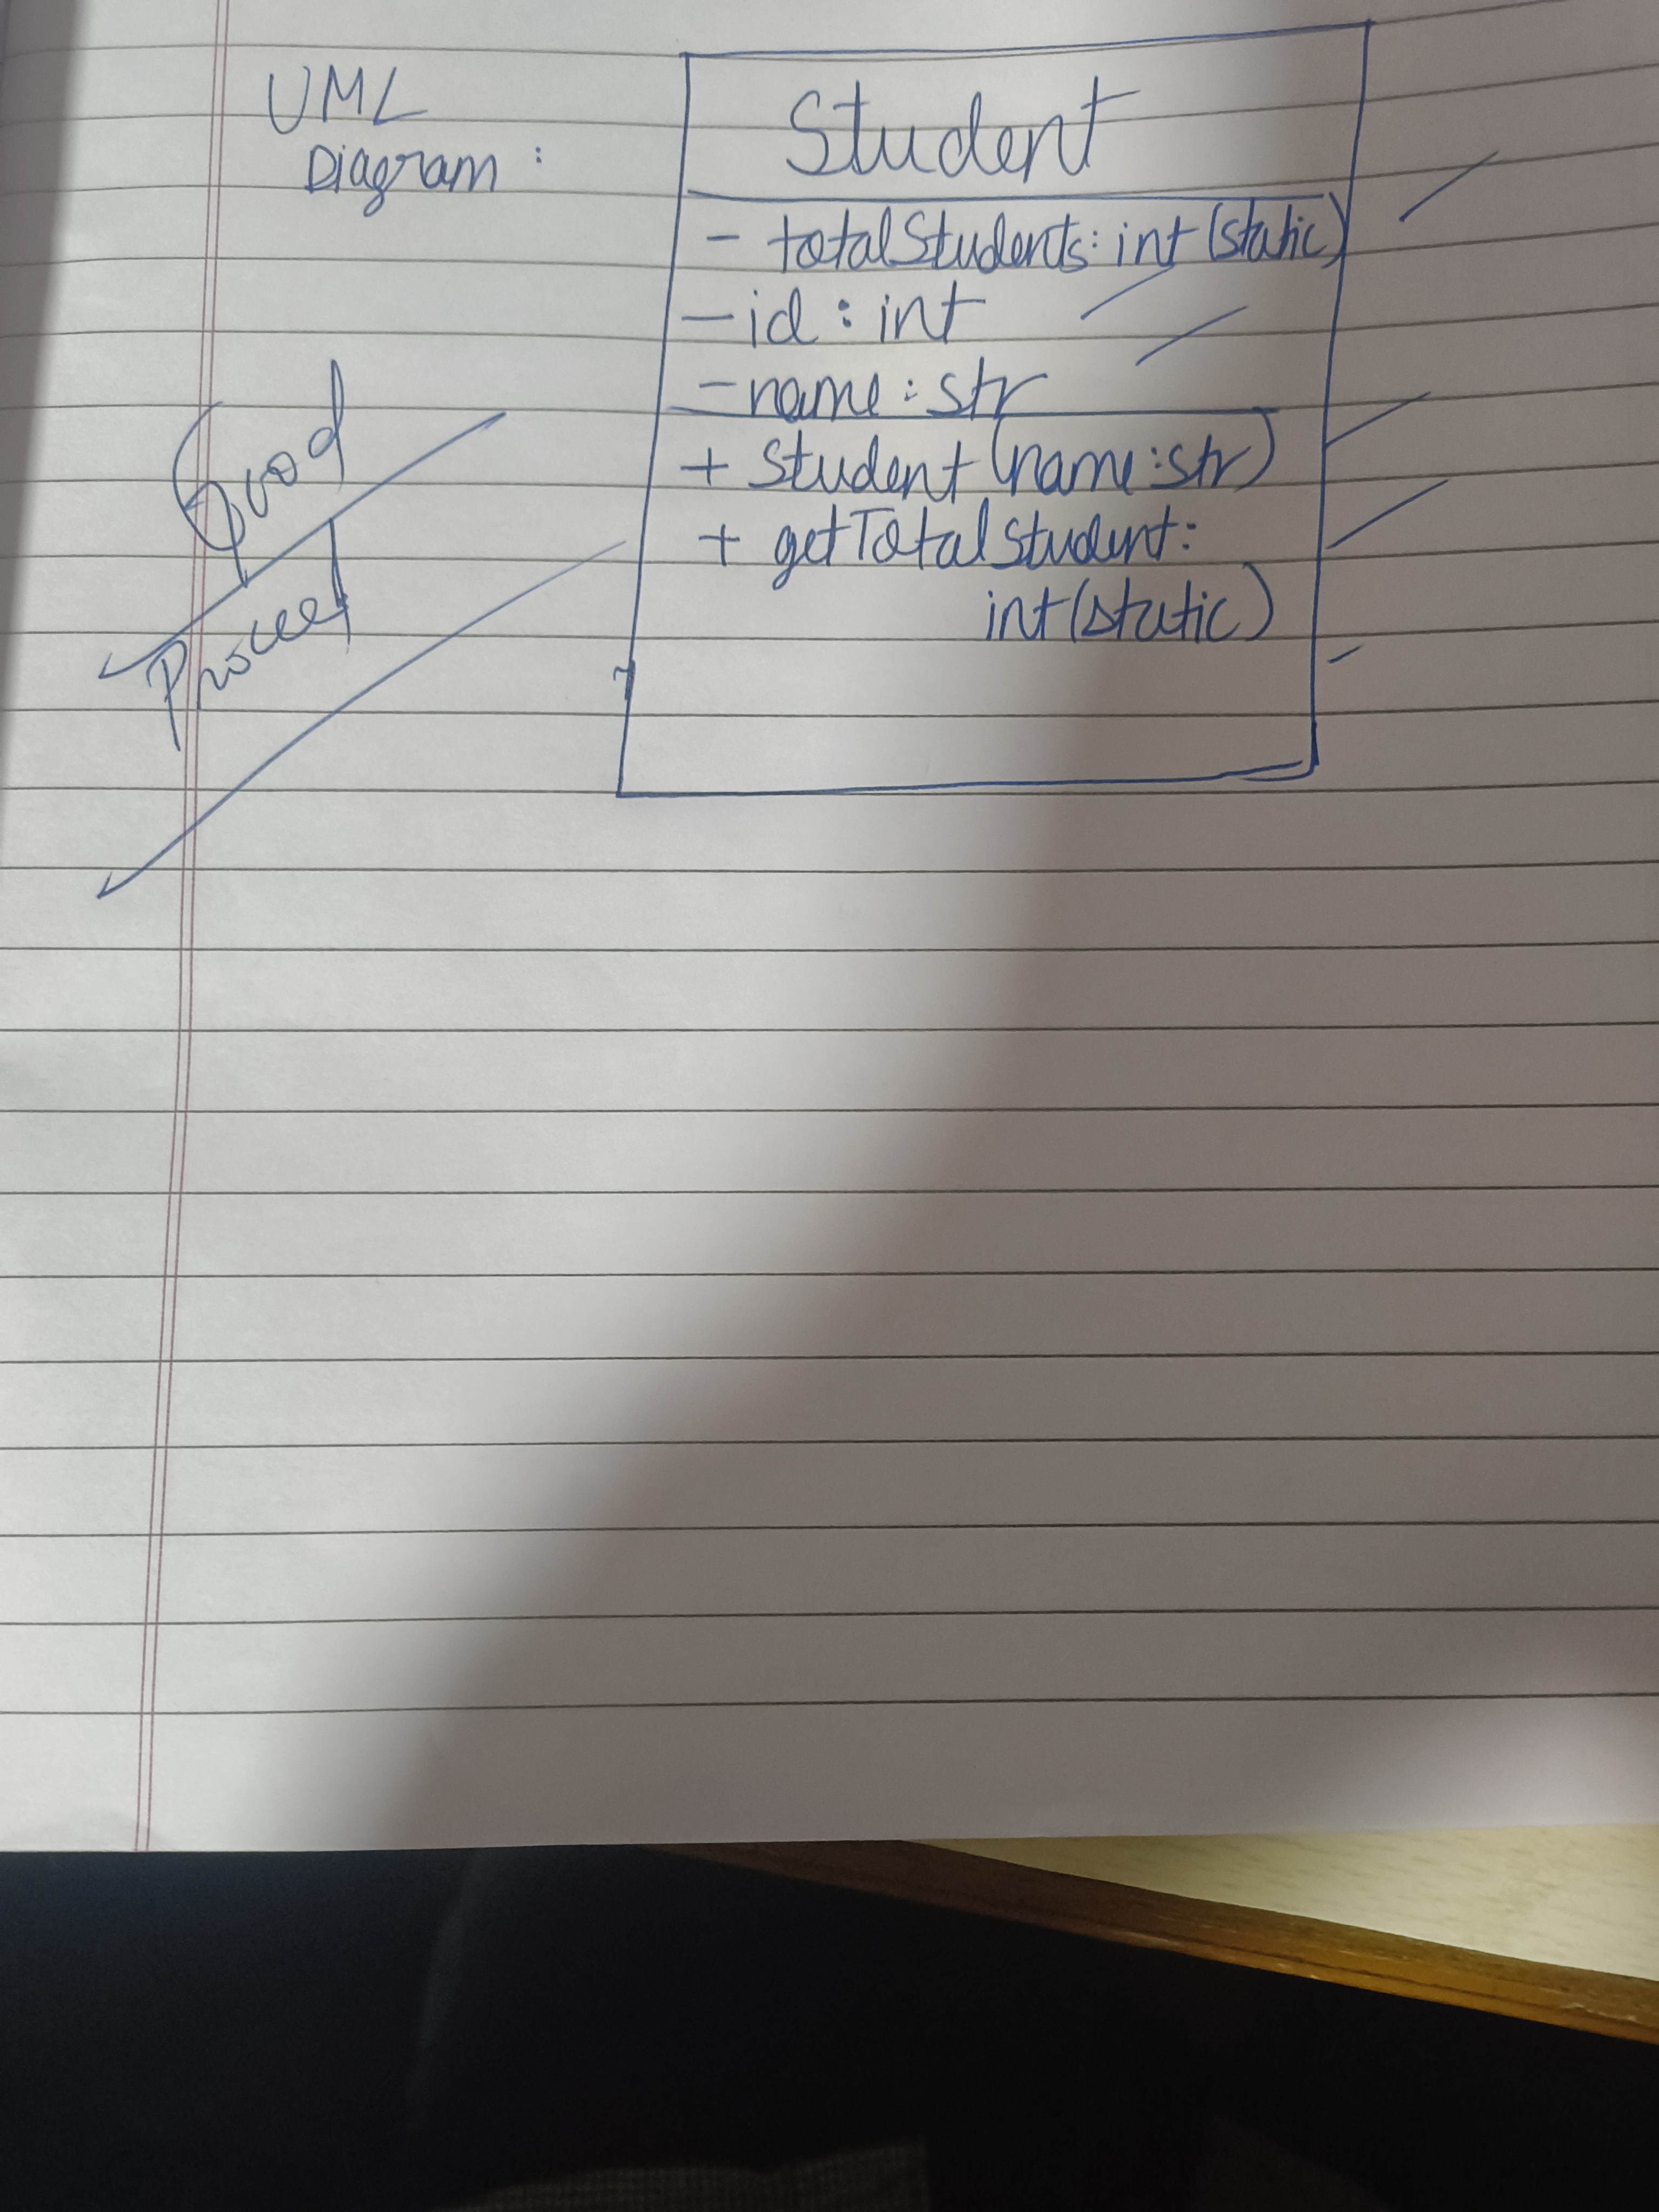 UML
Diagram :
Student
- totalStudents: int (static)
- id : int
- name : str
+ Student (name : str)
+ getTotalStudent:
int (static)
Good
Proceed